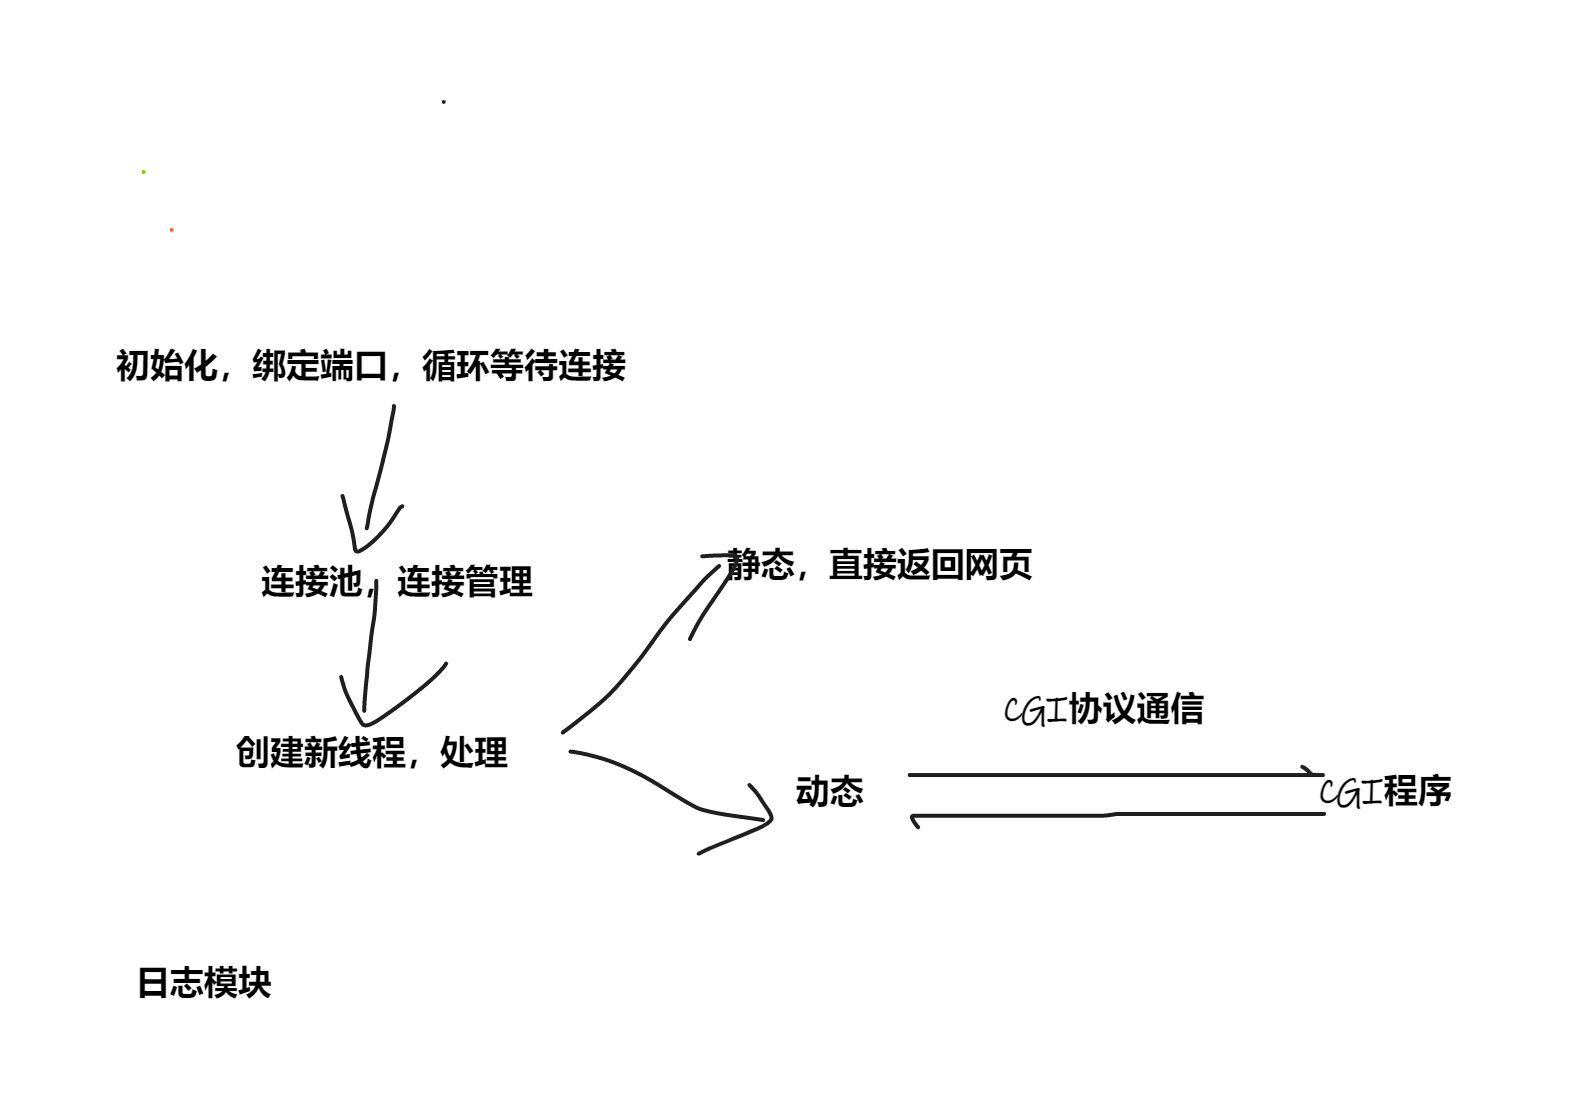 初始化，绑定端口，循环等待连接
连接池，连接管理
静态，直接返回网页
创建新线程，处理
CGI协议通信
动态
CGI程序
日志模块